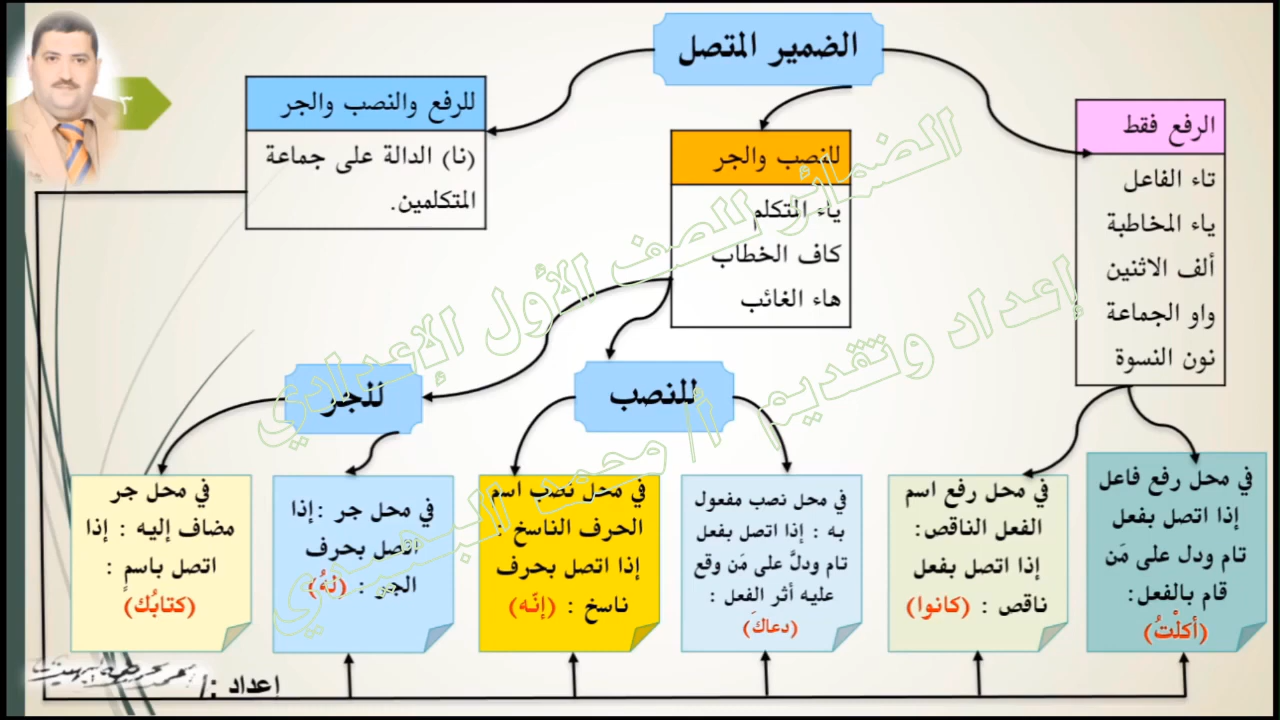 الضمير المتصل
الرفع فقط
تاء الفاعل
ياء المخاطبة
ألف الاثنين
واو الجماعة
نون النسوة
للنصب والجر
ياء المتكلم
كاف الخطاب
هاء الغائب
للرفع والنصب والجر
(نا) الدالة على جماعة
المتكلمين.
٣
للنصب
للجر
في محل رفع فاعل
إذا اتصل بفعل
تام ودل على مَن
قام بالفعل:
(أكلْتُ)
في محل رفع اسم
الفعل الناقص:
إذا اتصل بفعل
ناقص : (كانوا)
في محل نصب مفعول
به : إذا اتصل بفعل
تام ودلَّ على مَن وقع
عليه أثر الفعل :
(دعاكَ)
في محل نصب اسم
الحرف الناسخ :
إذا اتصل بحرف
ناسخ : (إنّه)
في محل جر :إذا
اتصل بحرف
الجر : (لهُ)
في محل جر
مضاف إليه : إذا
اتصل باسمٍ :
(كتابُك)
الضمائر للصف الأول الإعدادي
إعداد وتقديم أ/ محمد البهنيوي
اعداد :أ/